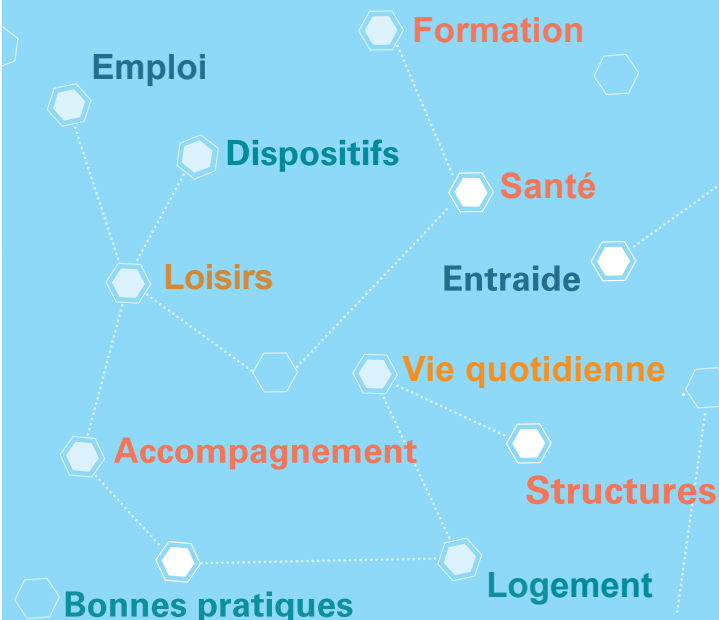 Formation
Emploi
Dispositifs
Santé
Loisirs
Entraide
Vie quotidienne
Accompagnement
Structures
Logement
Bonnes pratiques